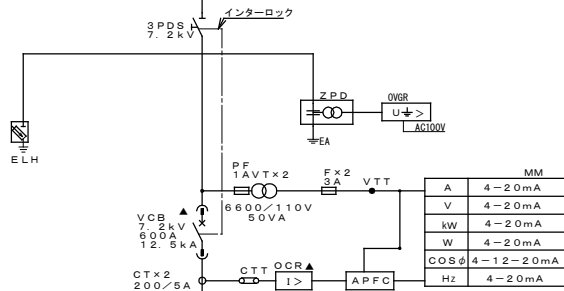 インターロック
3PDS
7.2kV
ZPD
OVGR
U >
AC100V
EA
ELH
PF
1AVT×2
F×2
3A
VTT
6600/110V
50VA
MM
A 4-20mA
V 4-20mA
kW 4-20mA
W 4-20mA
COSφ 4-12-20mA
Hz 4-20mA
VCB
7.2kV
600A
12.5kA
CT×2
200/5A
CTT
OCR
I>
APFC